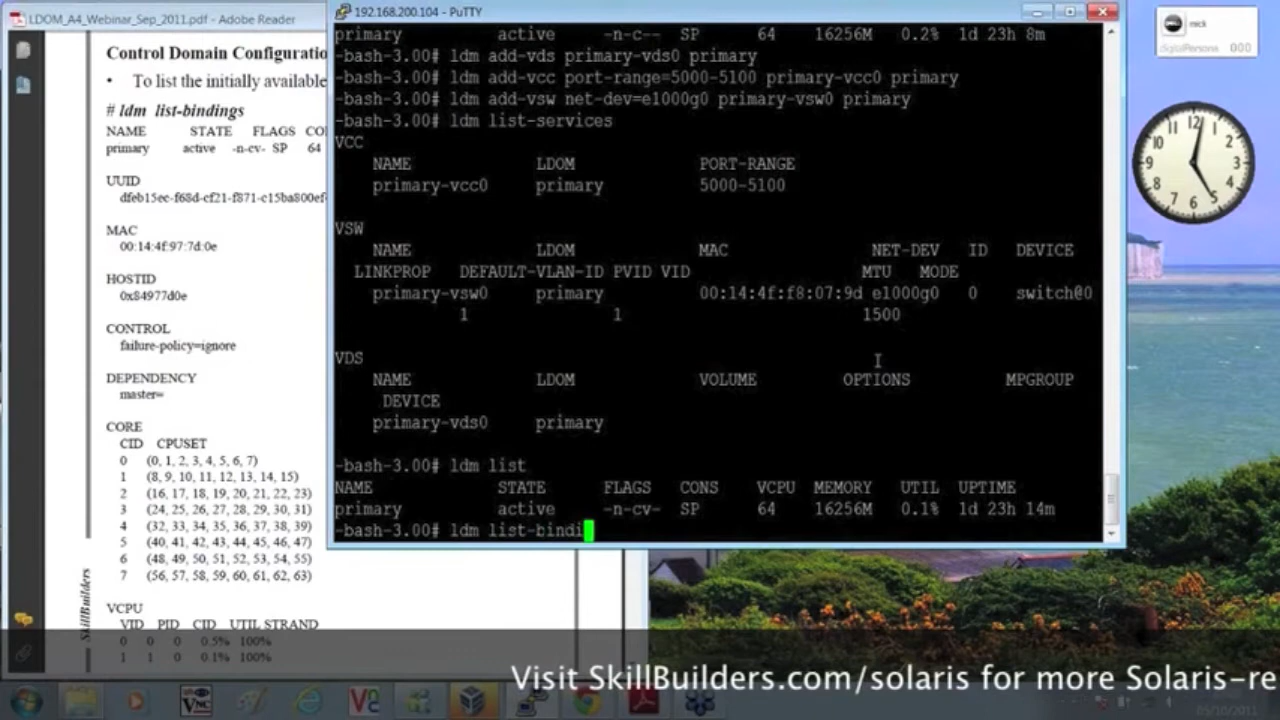 LDOM_A4_Webinar_Sep_2011.pdf - Adobe Reader
Control Domain Configuratio
• To list the initially available
# ldm list-bindings
NAME STATE FLAGS CO
primary active -n-cv- SP 64
UUID
dfeb15ec-f68d-cf21-f871-c15ba800ef
MAC
00:14:4f:97:7d:0e
HOSTID
0x84977d0e
CONTROL
failure-policy=ignore
DEPENDENCY
master=
CORE
CID CPUSET
0 (0, 1, 2, 3, 4, 5, 6, 7)
1 (8, 9, 10, 11, 12, 13, 14, 15)
2 (16, 17, 18, 19, 20, 21, 22, 23)
3 (24, 25, 26, 27, 28, 29, 30, 31)
4 (32, 33, 34, 35, 36, 37, 38, 39)
5 (40, 41, 42, 43, 44, 45, 46, 47)
6 (48, 49, 50, 51, 52, 53, 54, 55)
7 (56, 57, 58, 59, 60, 61, 62, 63)
VCPU
VID PID CID UTIL STRAND
0 0 0 0.5% 100%
1 1 0 0.1% 100%
SkillBuilders
192.168.200.104 - PuTTY
primary active -n-c-- SP 64 16256M 0.2% 1d 23h 8m
-bash-3.00# ldm add-vds primary-vds0 primary
-bash-3.00# ldm add-vcc port-range=5000-5100 primary-vcc0 primary
-bash-3.00# ldm add-vsw net-dev=e1000g0 primary-vsw0 primary
-bash-3.00# ldm list-services
VCC
NAME LDOM PORT-RANGE
primary-vcc0 primary 5000-5100
VSW
NAME LDOM MAC NET-DEV ID DEVICE
LINKPROP DEFAULT-VLAN-ID PVID VID MTU MODE
primary-vsw0 primary 00:14:4f:f8:07:9d e1000g0 0 switch@0
1 1 1500
VDS
NAME LDOM VOLUME OPTIONS MPGROUP
DEVICE
primary-vds0 primary
-bash-3.00# ldm list
NAME STATE FLAGS CONS VCPU MEMORY UTIL UPTIME
primary active -n-cv- SP 64 16256M 0.1% 1d 23h 14m
-bash-3.00# ldm list-bindi
mick
digitalPersona 000
12
1
2
3
4
5
6
7
8
9
10
11
Visit SkillBuilders.com/solaris for more Solaris-re
VNC